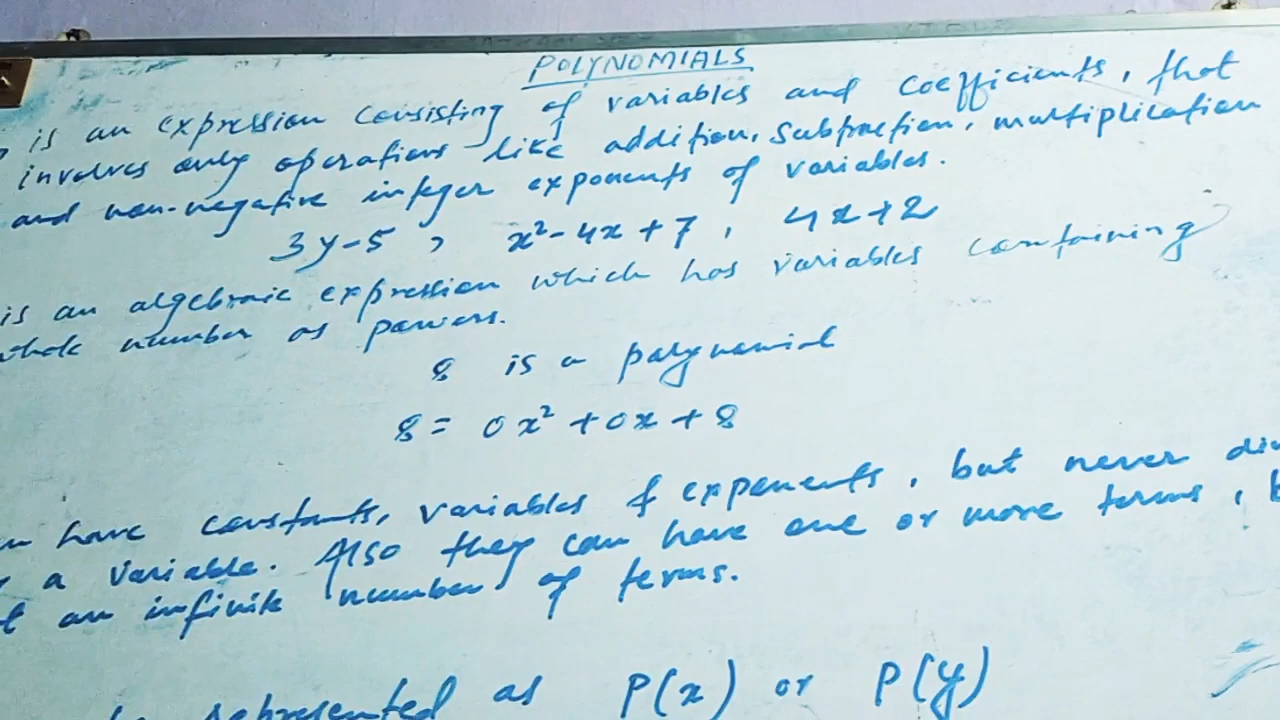 POLYNOMIALS
is an expression consisting of variables and coefficients, that
involves only operations like addition, subtraction, multiplication
and non-negative integer exponents of variables.
3y-5, x²-4x+7, 4x+2
is an algebraic expression which has variables containing
whole number as powers.
8 is a polynomial
8 = 0x²+0x+8
have constants, variables & exponents, but never
a variable. Also they can have one or more terms,
an infinite number of terms.
represented as P(x) or P(y)